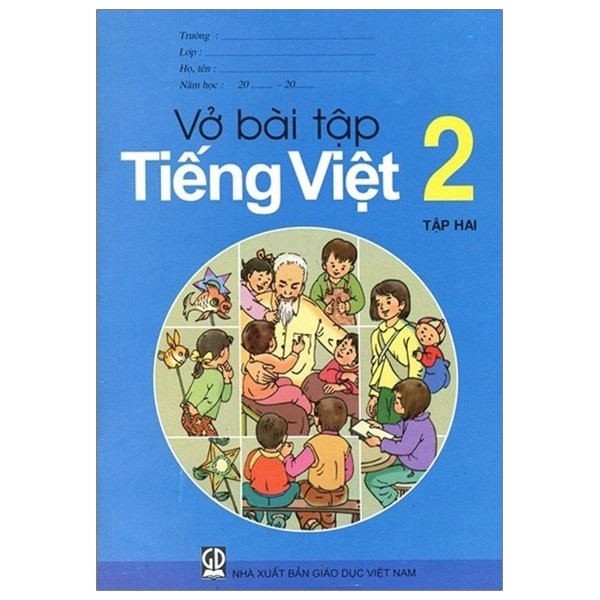 Trường :
Lớp :
Họ, tên :
Năm học : 20 ........ - 20........
Vở bài tập
Tiếng Việt 2
TẬP HAI
GD
NHÀ XUẤT BẢN GIÁO DỤC VIỆT NAM